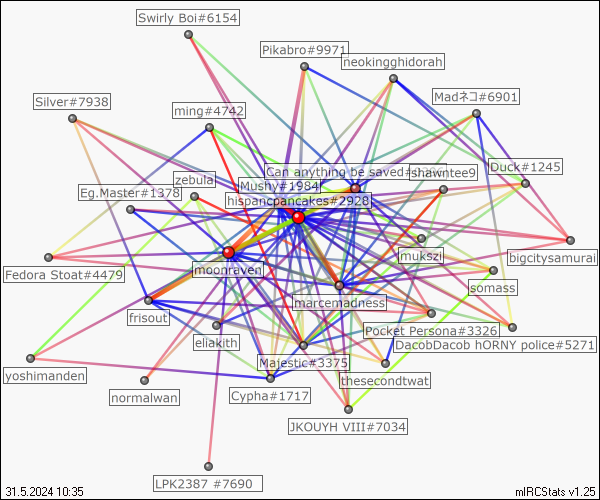 Swirly Boi#6154
Pikabro#9971
neokingghidorah
Silver#7938
ming#4742
Madネコ#6901
Can anything be saved
shawntee9
Duck#1245
zebula
Mushy#1984
Eg.Master#1378
hispancpancakes#2928
mukszi
bigcitysamurai
Fedora Stoat#4479
moonraven
somass
marcemadness
frisout
Pocket Persona#3326
eliakith
DacobDacob hORNY police#5271
Majestic#3375
yoshimanden
thesecondtwat
normalwan
Cypha#1717
JKOUYH VIII#7034
LPK2387 #7690
31.5.2024 10:35
mIRCStats v1.25